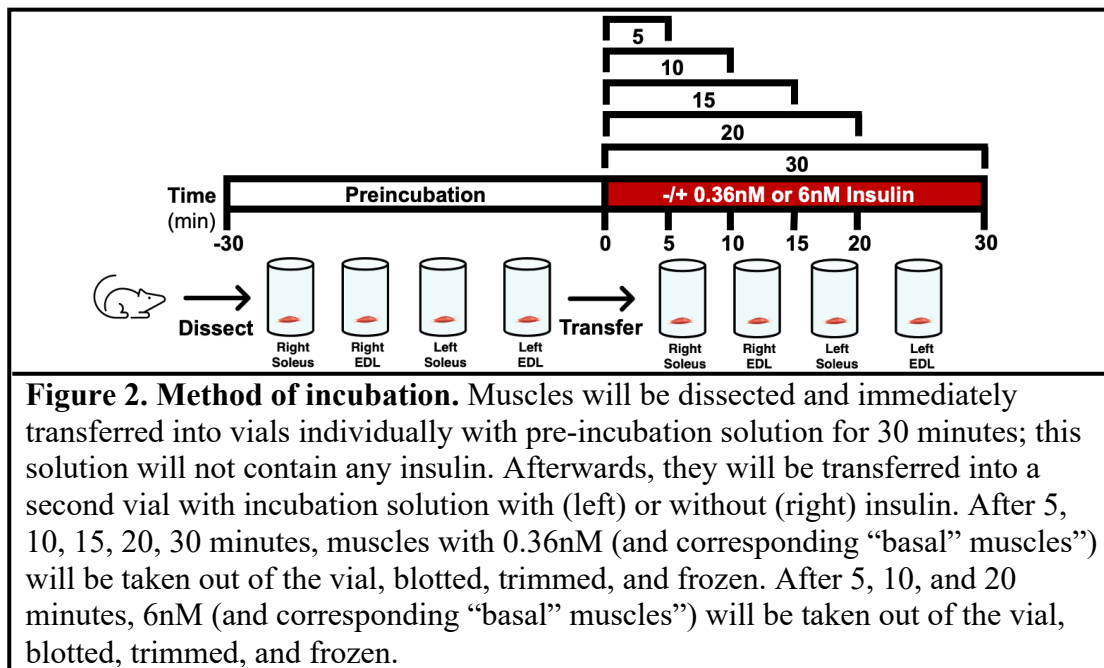 5
10
15
20
30
Time
(min)
Preincubation
-/+ 0.36nM or 6nM Insulin
-30
0
5
10
15
20
30
Dissect
Transfer
Right
Soleus
Right
EDL
Left
Soleus
Left
EDL
Right
Soleus
Right
EDL
Left
Soleus
Left
EDL
Figure 2. Method of incubation. Muscles will be dissected and immediately
transferred into vials individually with pre-incubation solution for 30 minutes; this
solution will not contain any insulin. Afterwards, they will be transferred into a
second vial with incubation solution with (left) or without (right) insulin. After 5,
10, 15, 20, 30 minutes, muscles with 0.36nM (and corresponding “basal” muscles”)
will be taken out of the vial, blotted, trimmed, and frozen. After 5, 10, and 20
minutes, 6nM (and corresponding “basal” muscles”) will be taken out of the vial,
blotted, trimmed, and frozen.